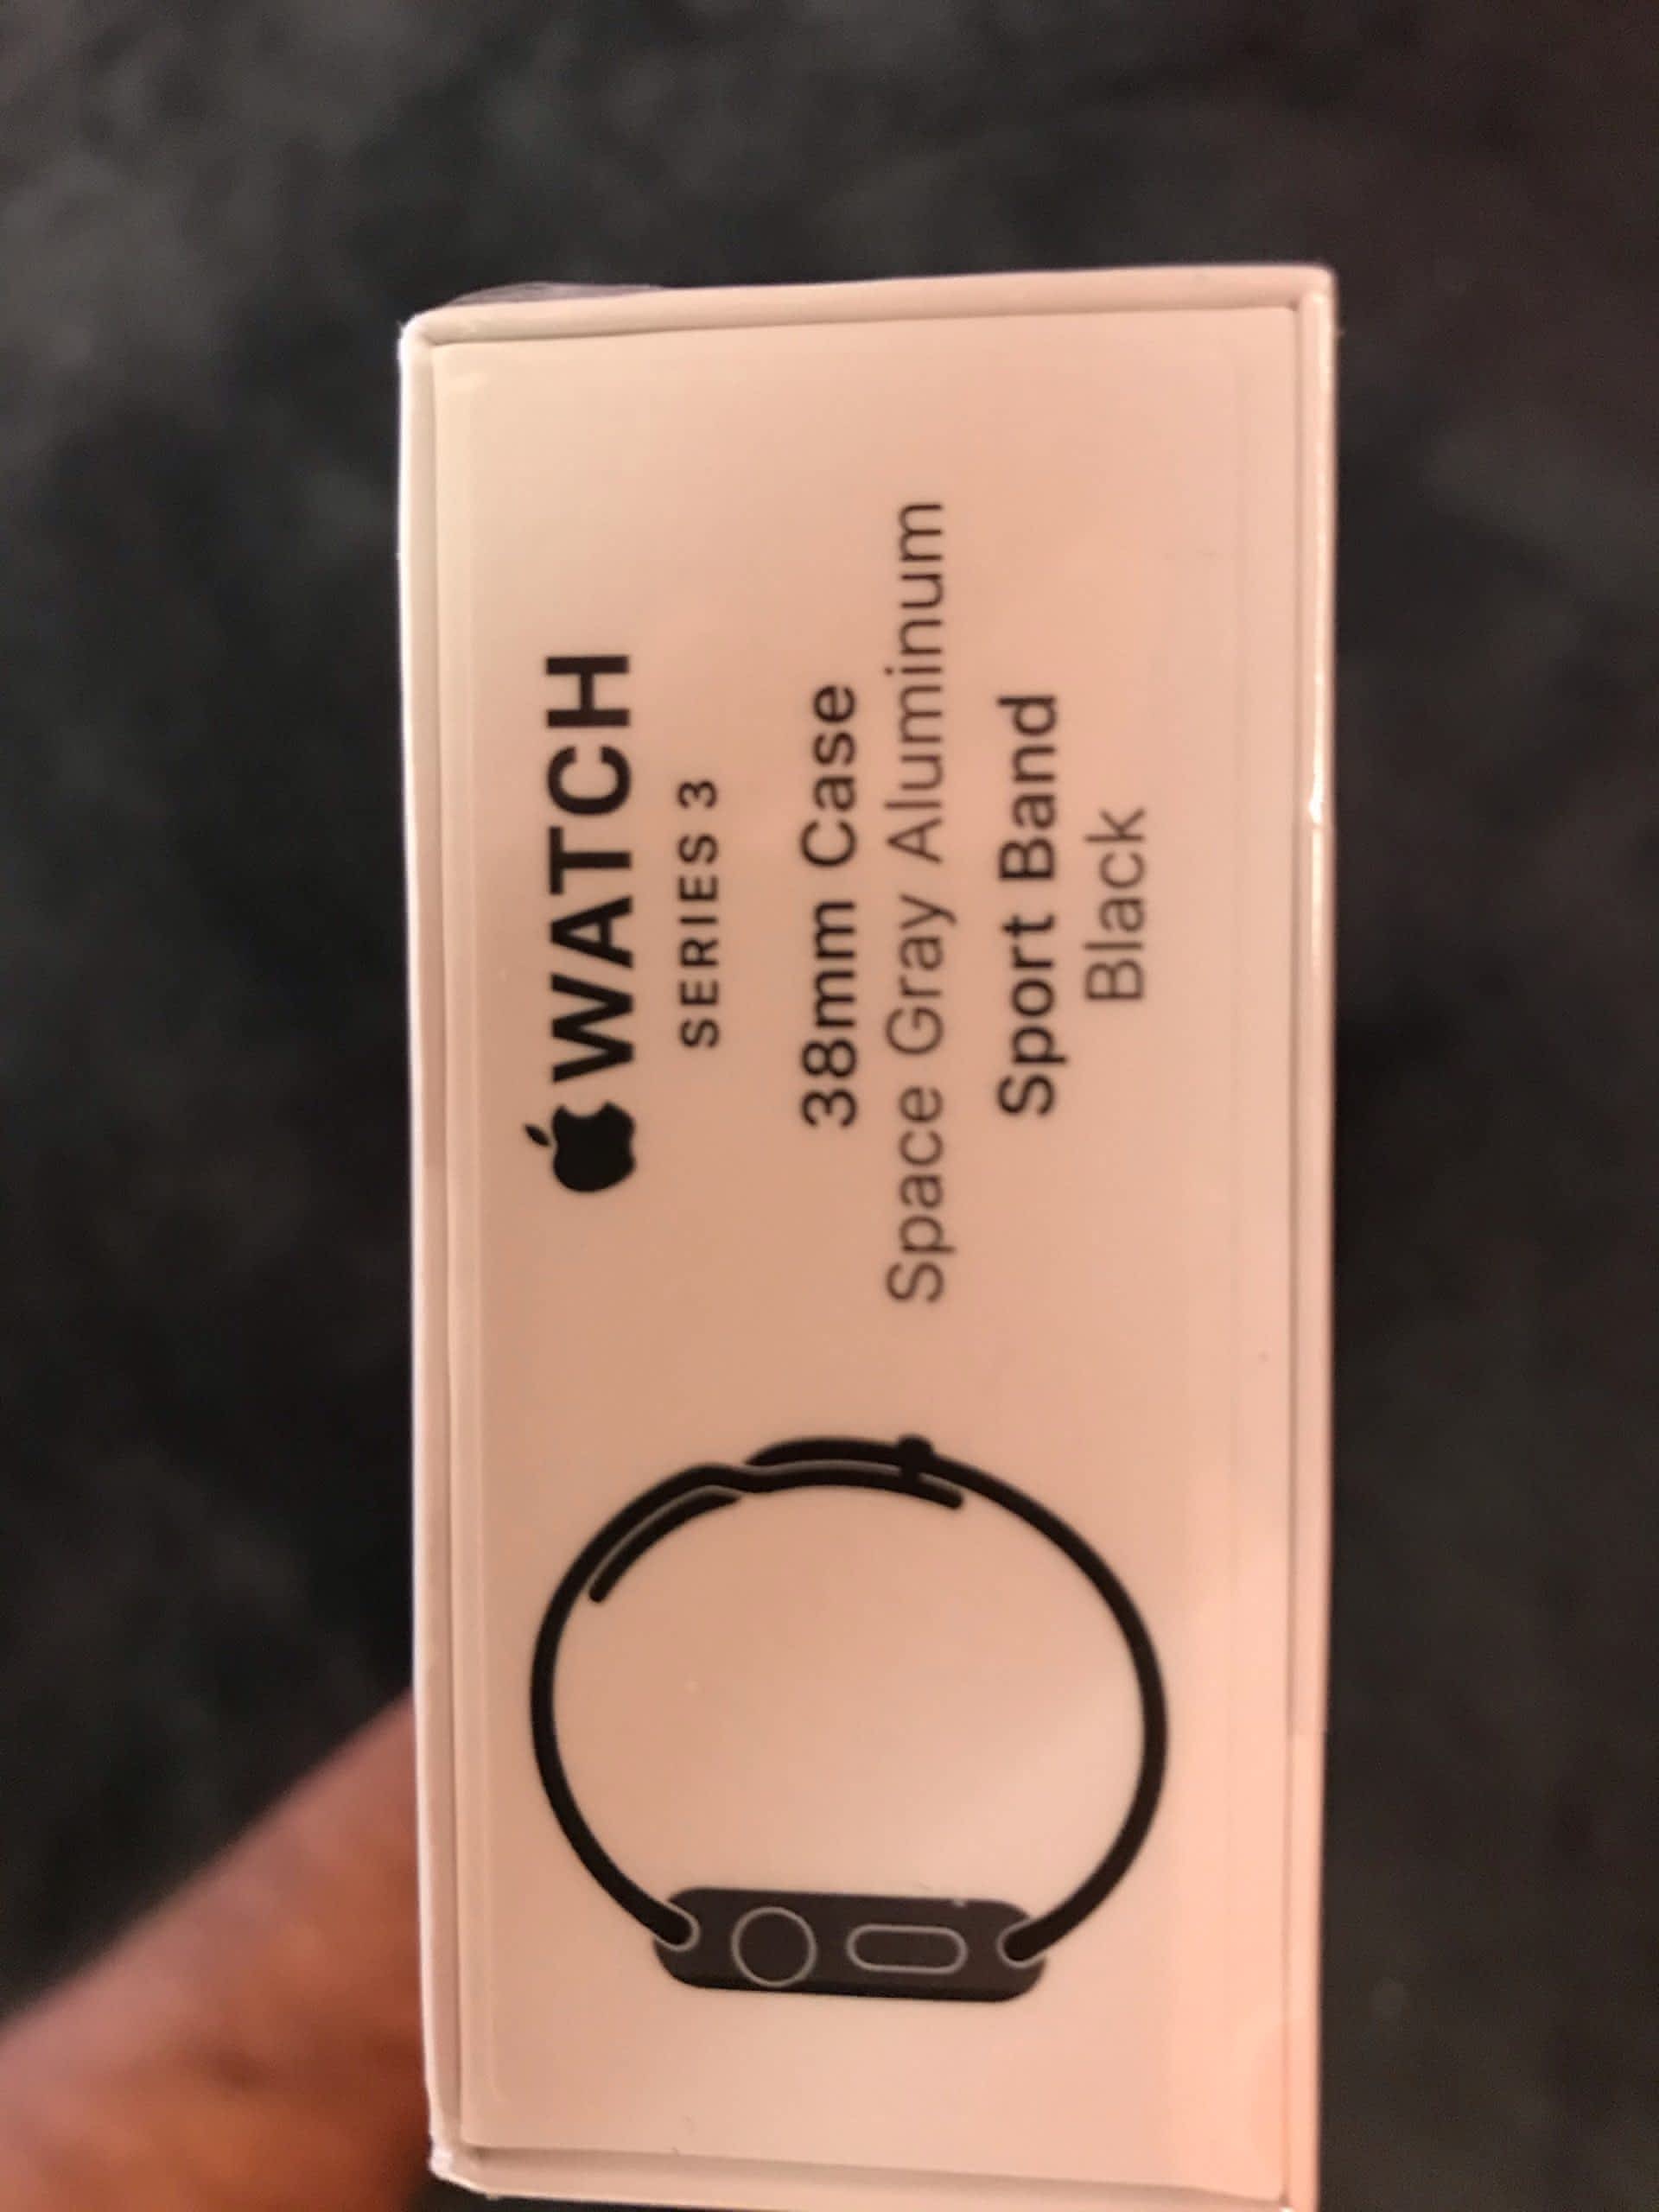 WATCH
SERIES 3
38mm Case
Space Gray Aluminum
Sport Band
Black